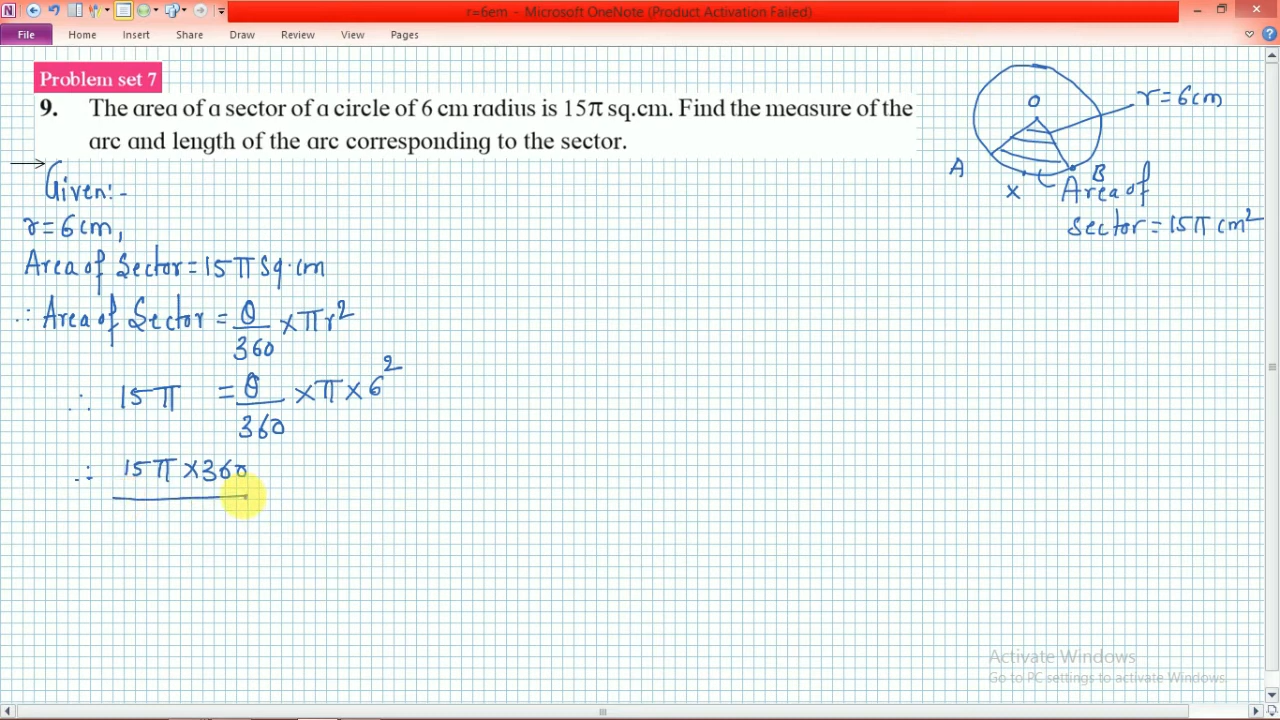 r=6em - Microsoft OneNote (Product Activation Failed)
File Home Insert Share Draw Review View Pages
Problem set 7
9. The area of a sector of a circle of 6 cm radius is 15π sq.cm. Find the measure of the
arc and length of the arc corresponding to the sector.
Given:-
r=6cm,
Area of Sector=15π Sq.cm
∴ Area of Sector = θ/360 ×πr²
∴ 15π = θ/360 ×π×6²
∴ 15π×360
O
r=6cm
A
B
X
Area of
Sector=15π cm²
Activate Windows
Go to PC settings to activate Windows.